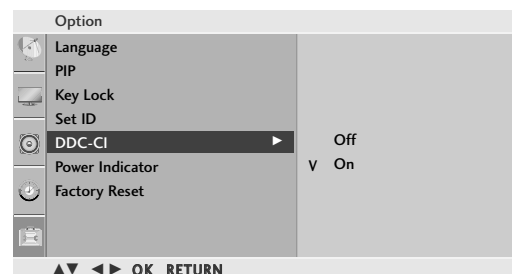 Option
Language
PIP
Key Lock
Set ID
DDC-CI ►
Off
Power Indicator
√ On
Factory Reset
▲▼ ◄► OK RETURN